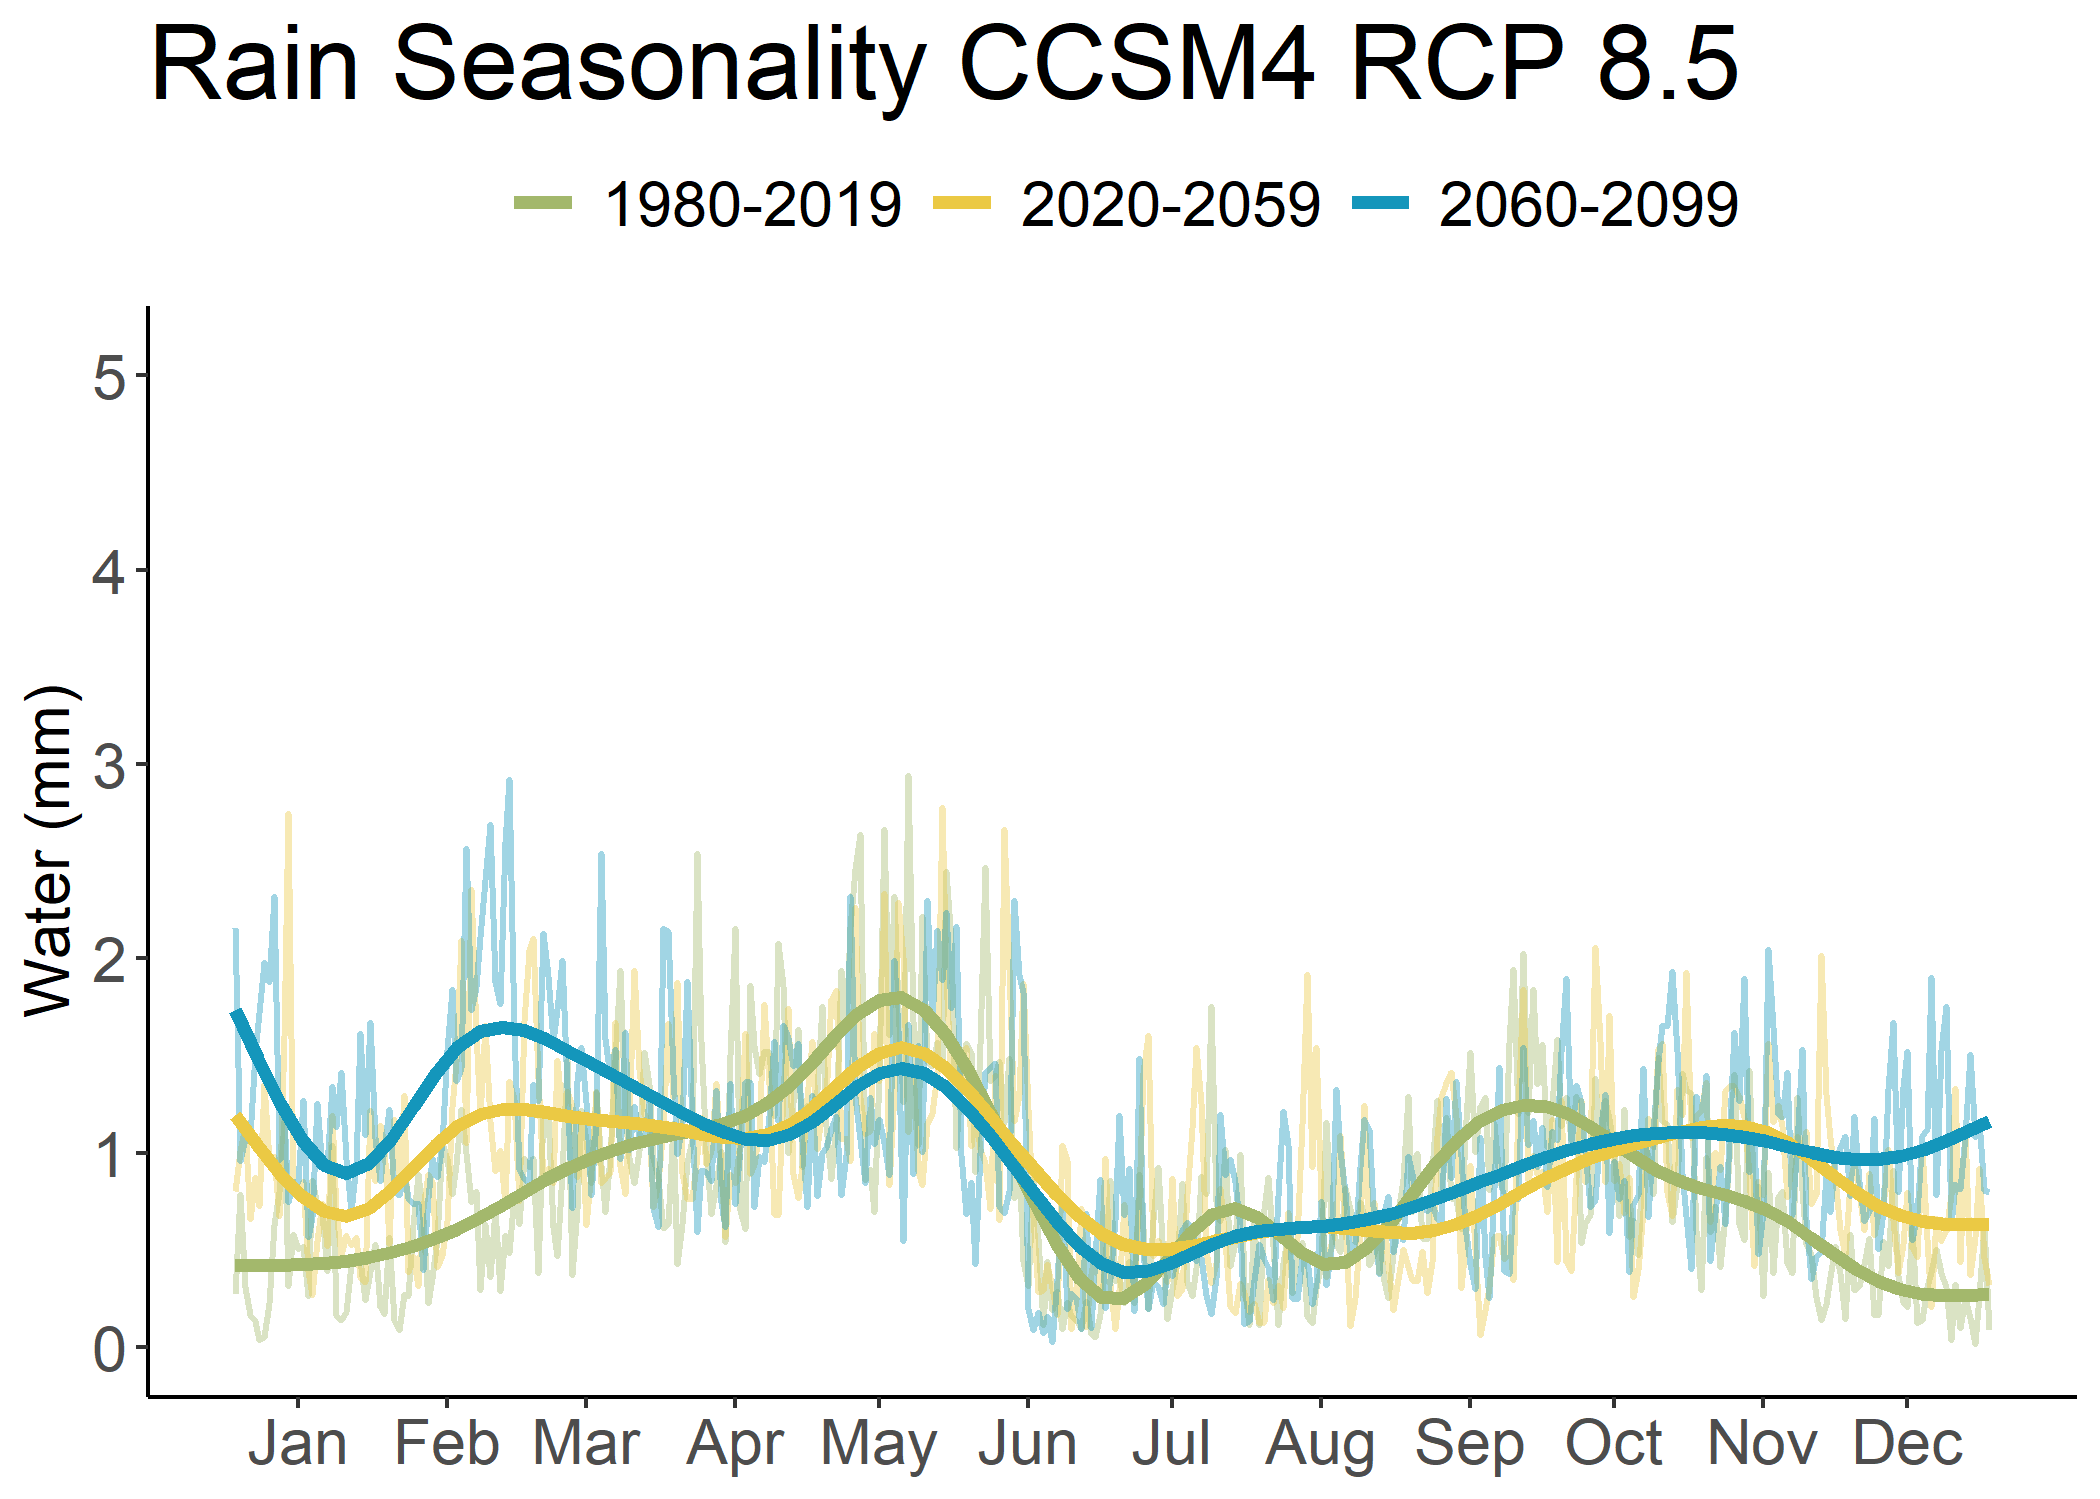 Rain Seasonality CCSM4 RCP 8.5
1980-2019 2020-2059 2060-2099
Water (mm)
5
4
3
2
1
0
Jan Feb Mar Apr May Jun Jul Aug Sep Oct Nov Dec